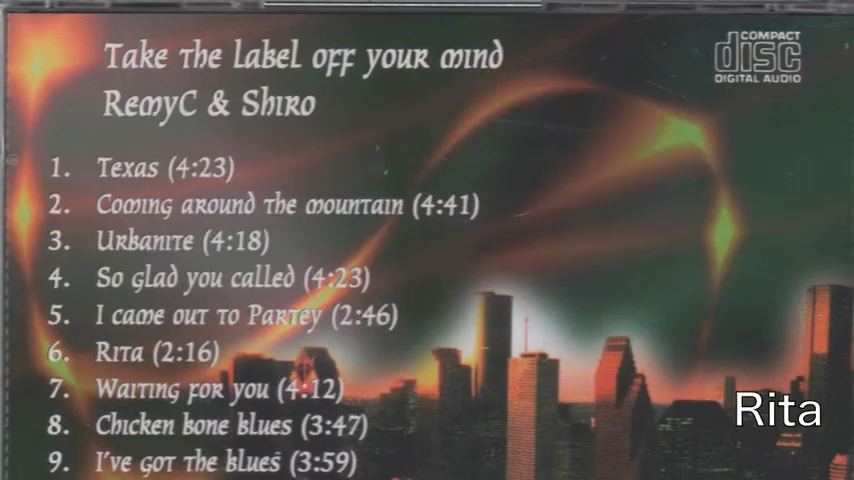 Take the label off your mind
RemyC & Shiro
COMPACT
disc
DIGITAL AUDIO
1. Texas (4:23)
2. Coming around the mountain (4:41)
3. Urbanite (4:18)
4. So glad you called (4:23)
5. I came out to Partey (2:46)
6. Rita (2:16)
7. Waiting for you (4:12)
8. Chicken bone blues (3:47)
9. I've got the blues (3:59)
Rita